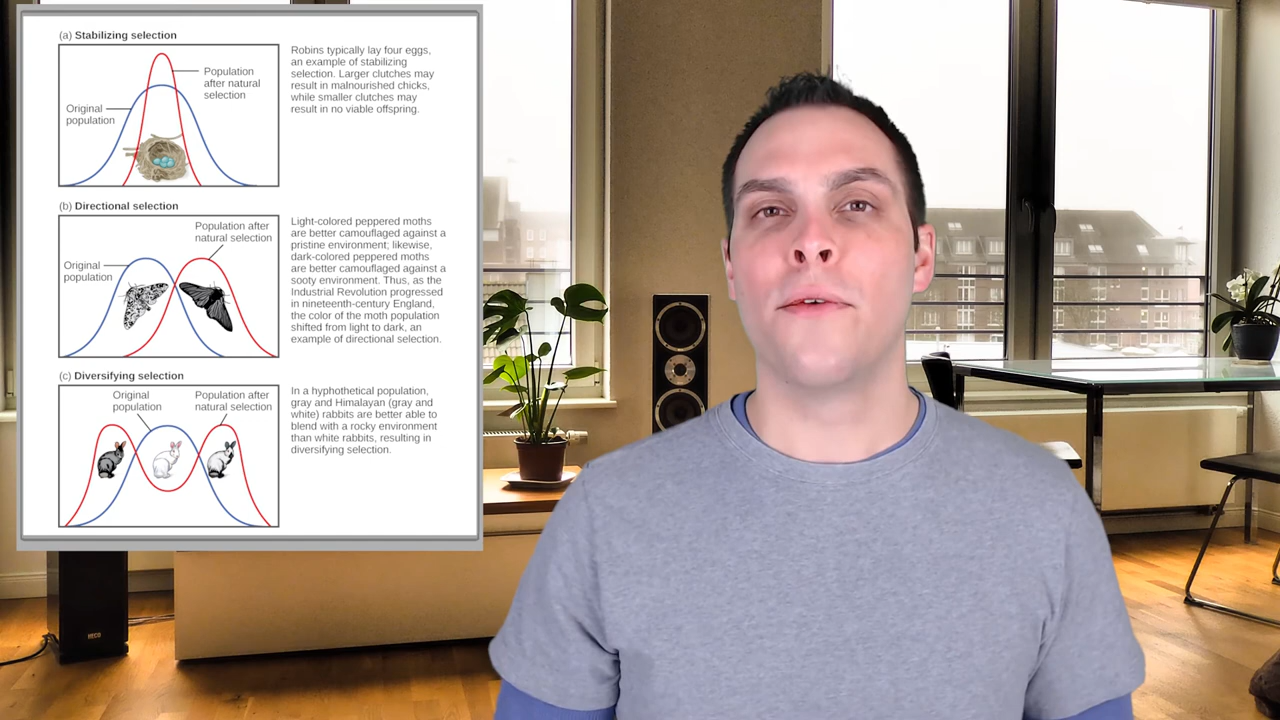 (a) Stabilizing selection
Population
after natural
selection
Original
population
Robins typically lay four eggs,
an example of stabilizing
selection. Larger clutches may
result in malnourished chicks,
while smaller clutches may
result in no viable offspring.
(b) Directional selection
Population after
natural selection
Original
population
Light-colored peppered moths
are better camouflaged against a
pristine environment; likewise,
dark-colored peppered moths
are better camouflaged against a
sooty environment. Thus, as the
Industrial Revolution progressed
in nineteenth-century England,
the color of the moth population
shifted from light to dark, an
example of directional selection.
(c) Diversifying selection
Original
population
Population after
natural selection
In a hyphothetical population,
gray and Himalayan (gray and
white) rabbits are better able to
blend with a rocky environment
than white rabbits, resulting in
diversifying selection.